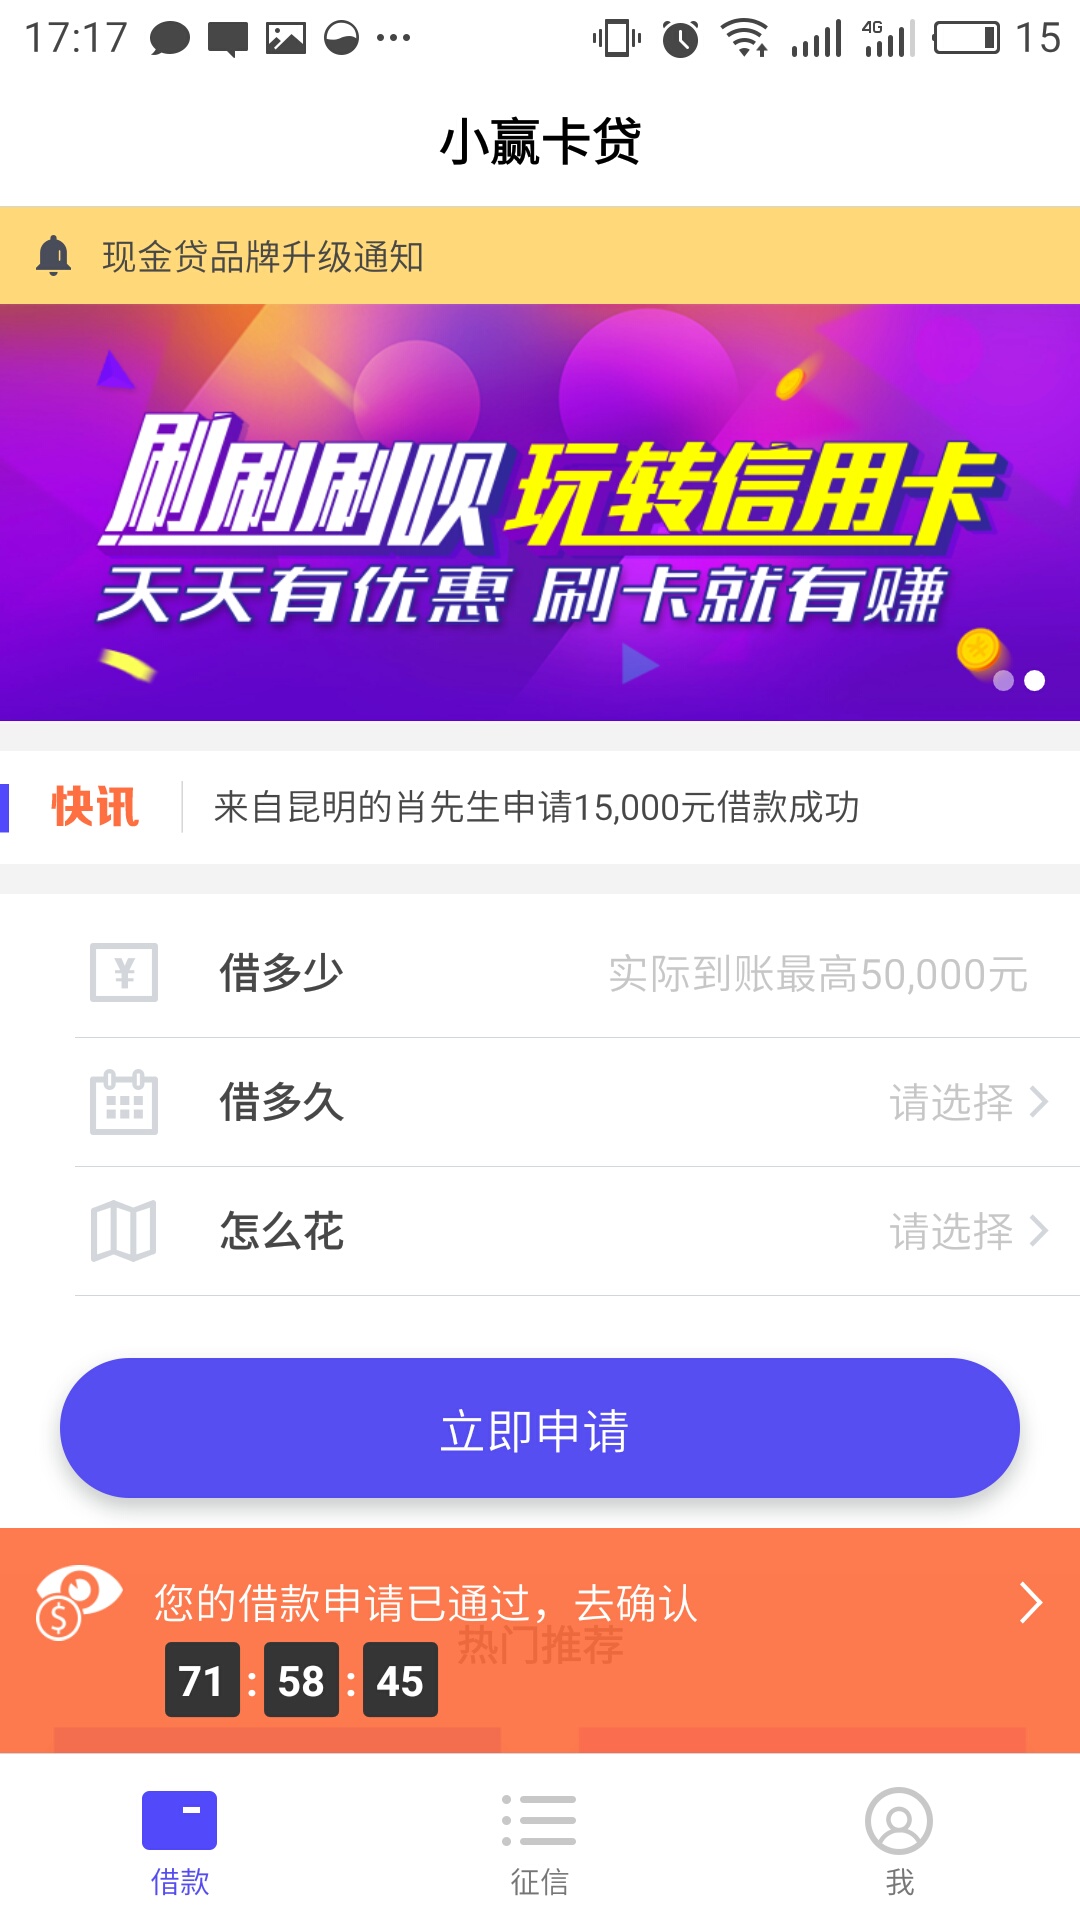 17:17 4G 15
小赢卡贷
现金贷品牌升级通知
刷刷刷呗 玩转信用卡
天天有优惠 刷卡就有赚
快讯 来自昆明的肖先生申请15,000元借款成功
¥ 借多少 实际到账最高50,000元
借多久 请选择
怎么花 请选择
立即申请
$ 您的借款申请已通过，去确认
热门推荐
71 : 58 : 45
借款 征信 我